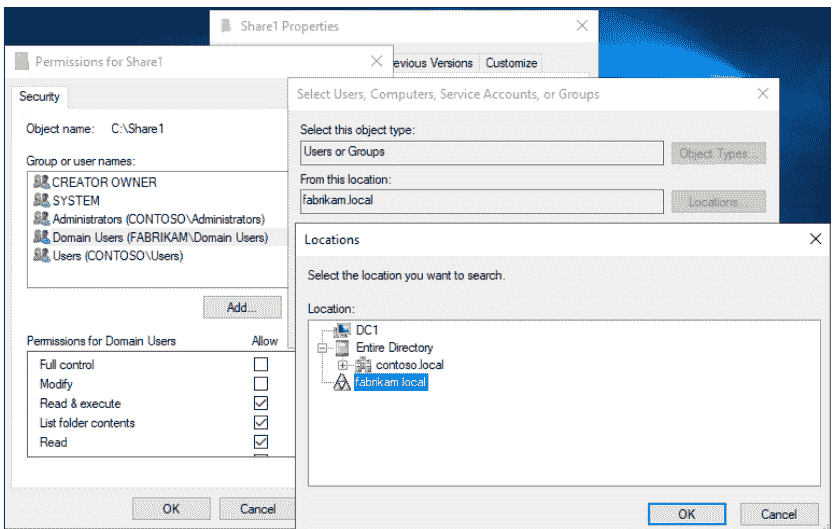 Share1 Properties
Permissions for Share1
evious Versions
Customize
Security
Object name: C:\Share1
Group or user names:
CREATOR OWNER
SYSTEM
Administrators (CONTOSO\Administrators)
Domain Users (FABRIKAM\Domain Users)
Users (CONTOSO\Users)
Add...
Permissions for Domain Users
Allow
Full control
Modify
Read & execute
List folder contents
Read
OK
Cancel
Select Users, Computers, Service Accounts, or Groups
Select this object type:
Users or Groups
Object Types...
From this location:
fabrikam.local
Locations...
Locations
Select the location you want to search.
Location:
DC1
Entire Directory
contoso.local
fabrikam.local
OK
Cancel